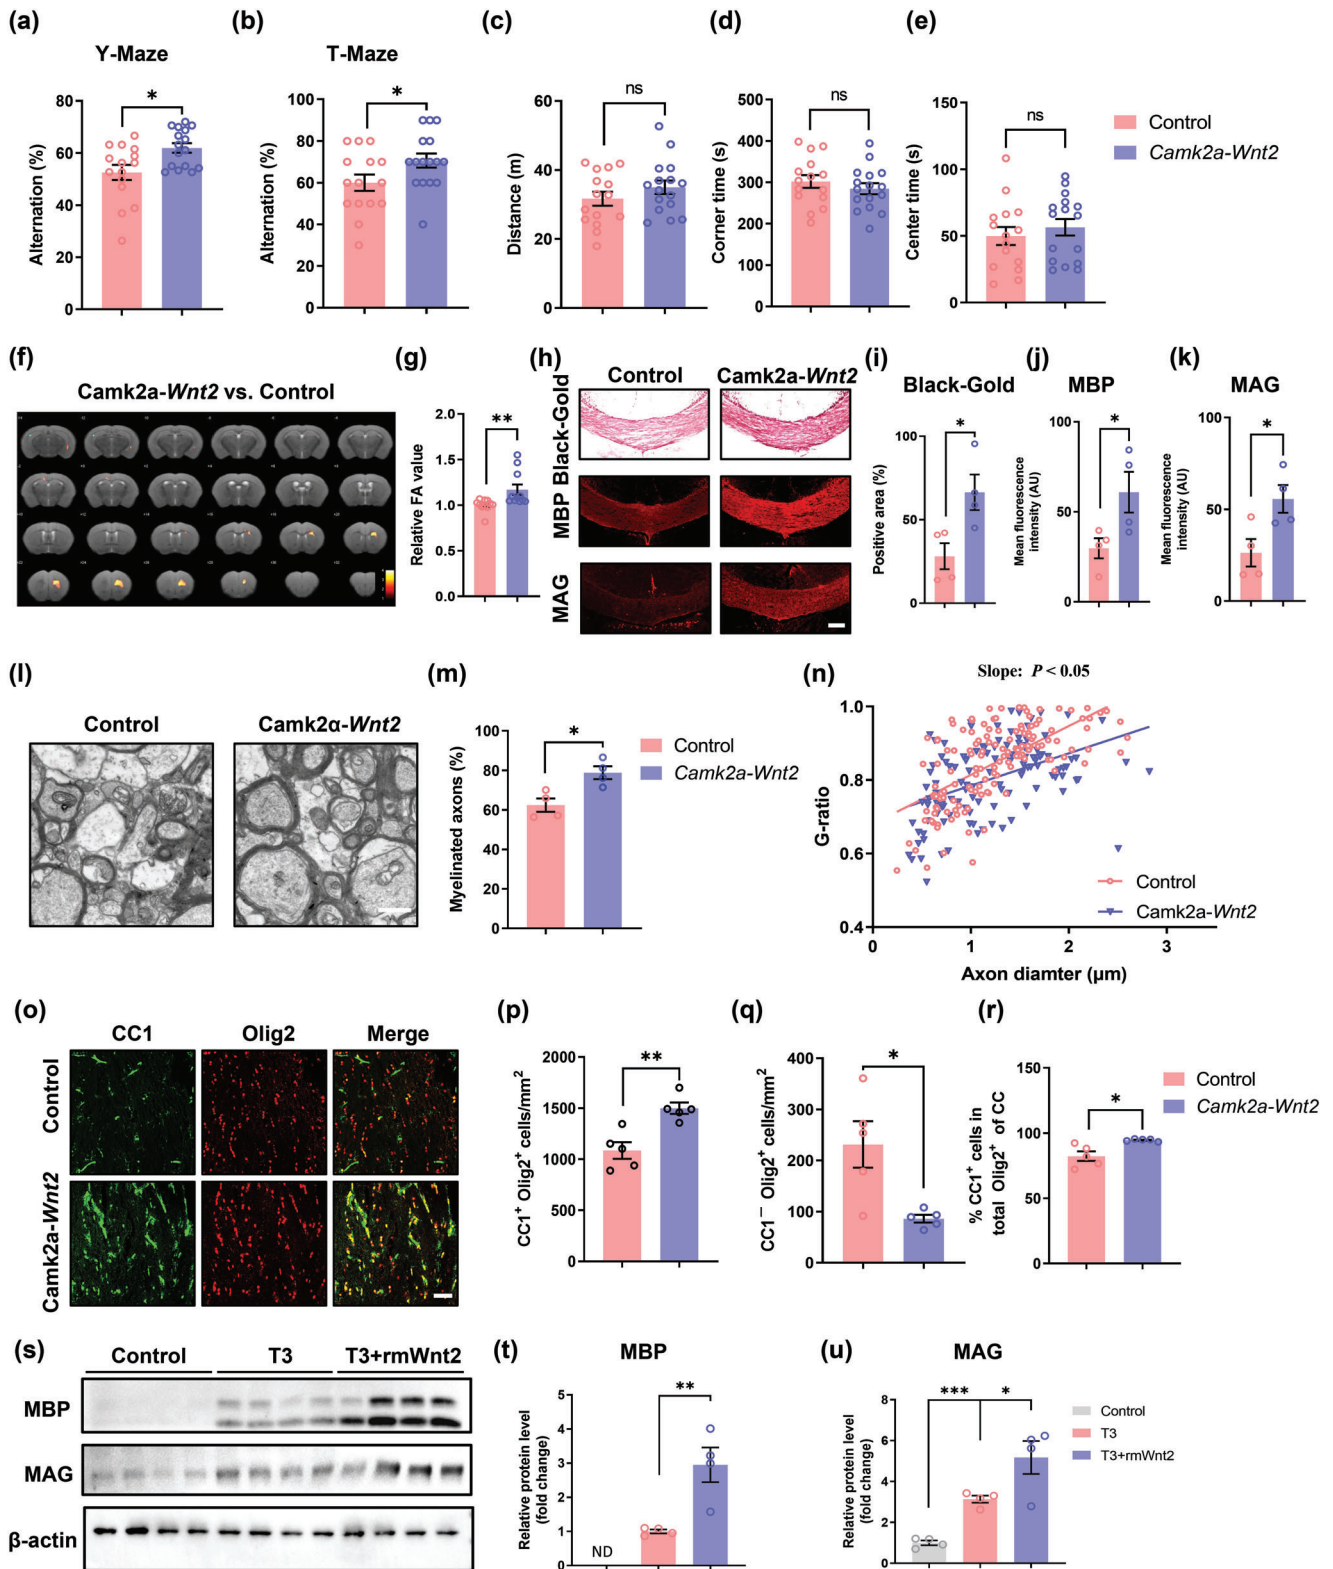 (a)
Y-Maze
*
Alternation (%)
80
60
40
20
0
(b)
T-Maze
*
Alternation (%)
100
80
60
40
20
0
(c)
ns
Distance (m)
60
40
20
0
(d)
ns
Corner time (s)
500
400
300
200
100
0
(e)
ns
Center time (s)
150
100
50
0
Control
Camk2a-Wnt2
(f)
Camk2a-Wnt2 vs. Control
(g)
**
Relative FA value
2.0
1.5
1.0
0.5
0.0
(h)
Control
Camk2a-Wnt2
Black-Gold
MBP
MAG
(i)
Black-Gold
*
Positive area (%)
100
50
0
(j)
MBP
*
Mean fluorescence
intensity (AU)
100
50
0
(k)
MAG
*
Mean fluorescence
intensity (AU)
100
50
0
(l)
Control
Camk2α-Wnt2
(m)
*
Myelinated axons (%)
100
80
60
40
20
0
Control
Camk2a-Wnt2
(n)
Slope: P < 0.05
G-ratio
1.0
0.8
0.6
0.4
0
1
2
3
Axon diamter (μm)
Control
Camk2a-Wnt2
(o)
CC1
Olig2
Merge
Control
Camk2a-Wnt2
(p)
**
CC1+ Olig2+ cells/mm2
2000
1500
1000
500
0
(q)
*
CC1− Olig2+ cells/mm2
400
300
200
100
0
(r)
*
% CC1+ cells in
total Olig2+ of CC
150
100
50
0
Control
Camk2a-Wnt2
(s)
Control
T3
T3+rmWnt2
MBP
MAG
β-actin
(t)
MBP
**
Relative protein level
(fold change)
5
4
3
2
1
0
ND
(u)
MAG
***
*
Relative protein level
(fold change)
8
6
4
2
0
Control
T3
T3+rmWnt2